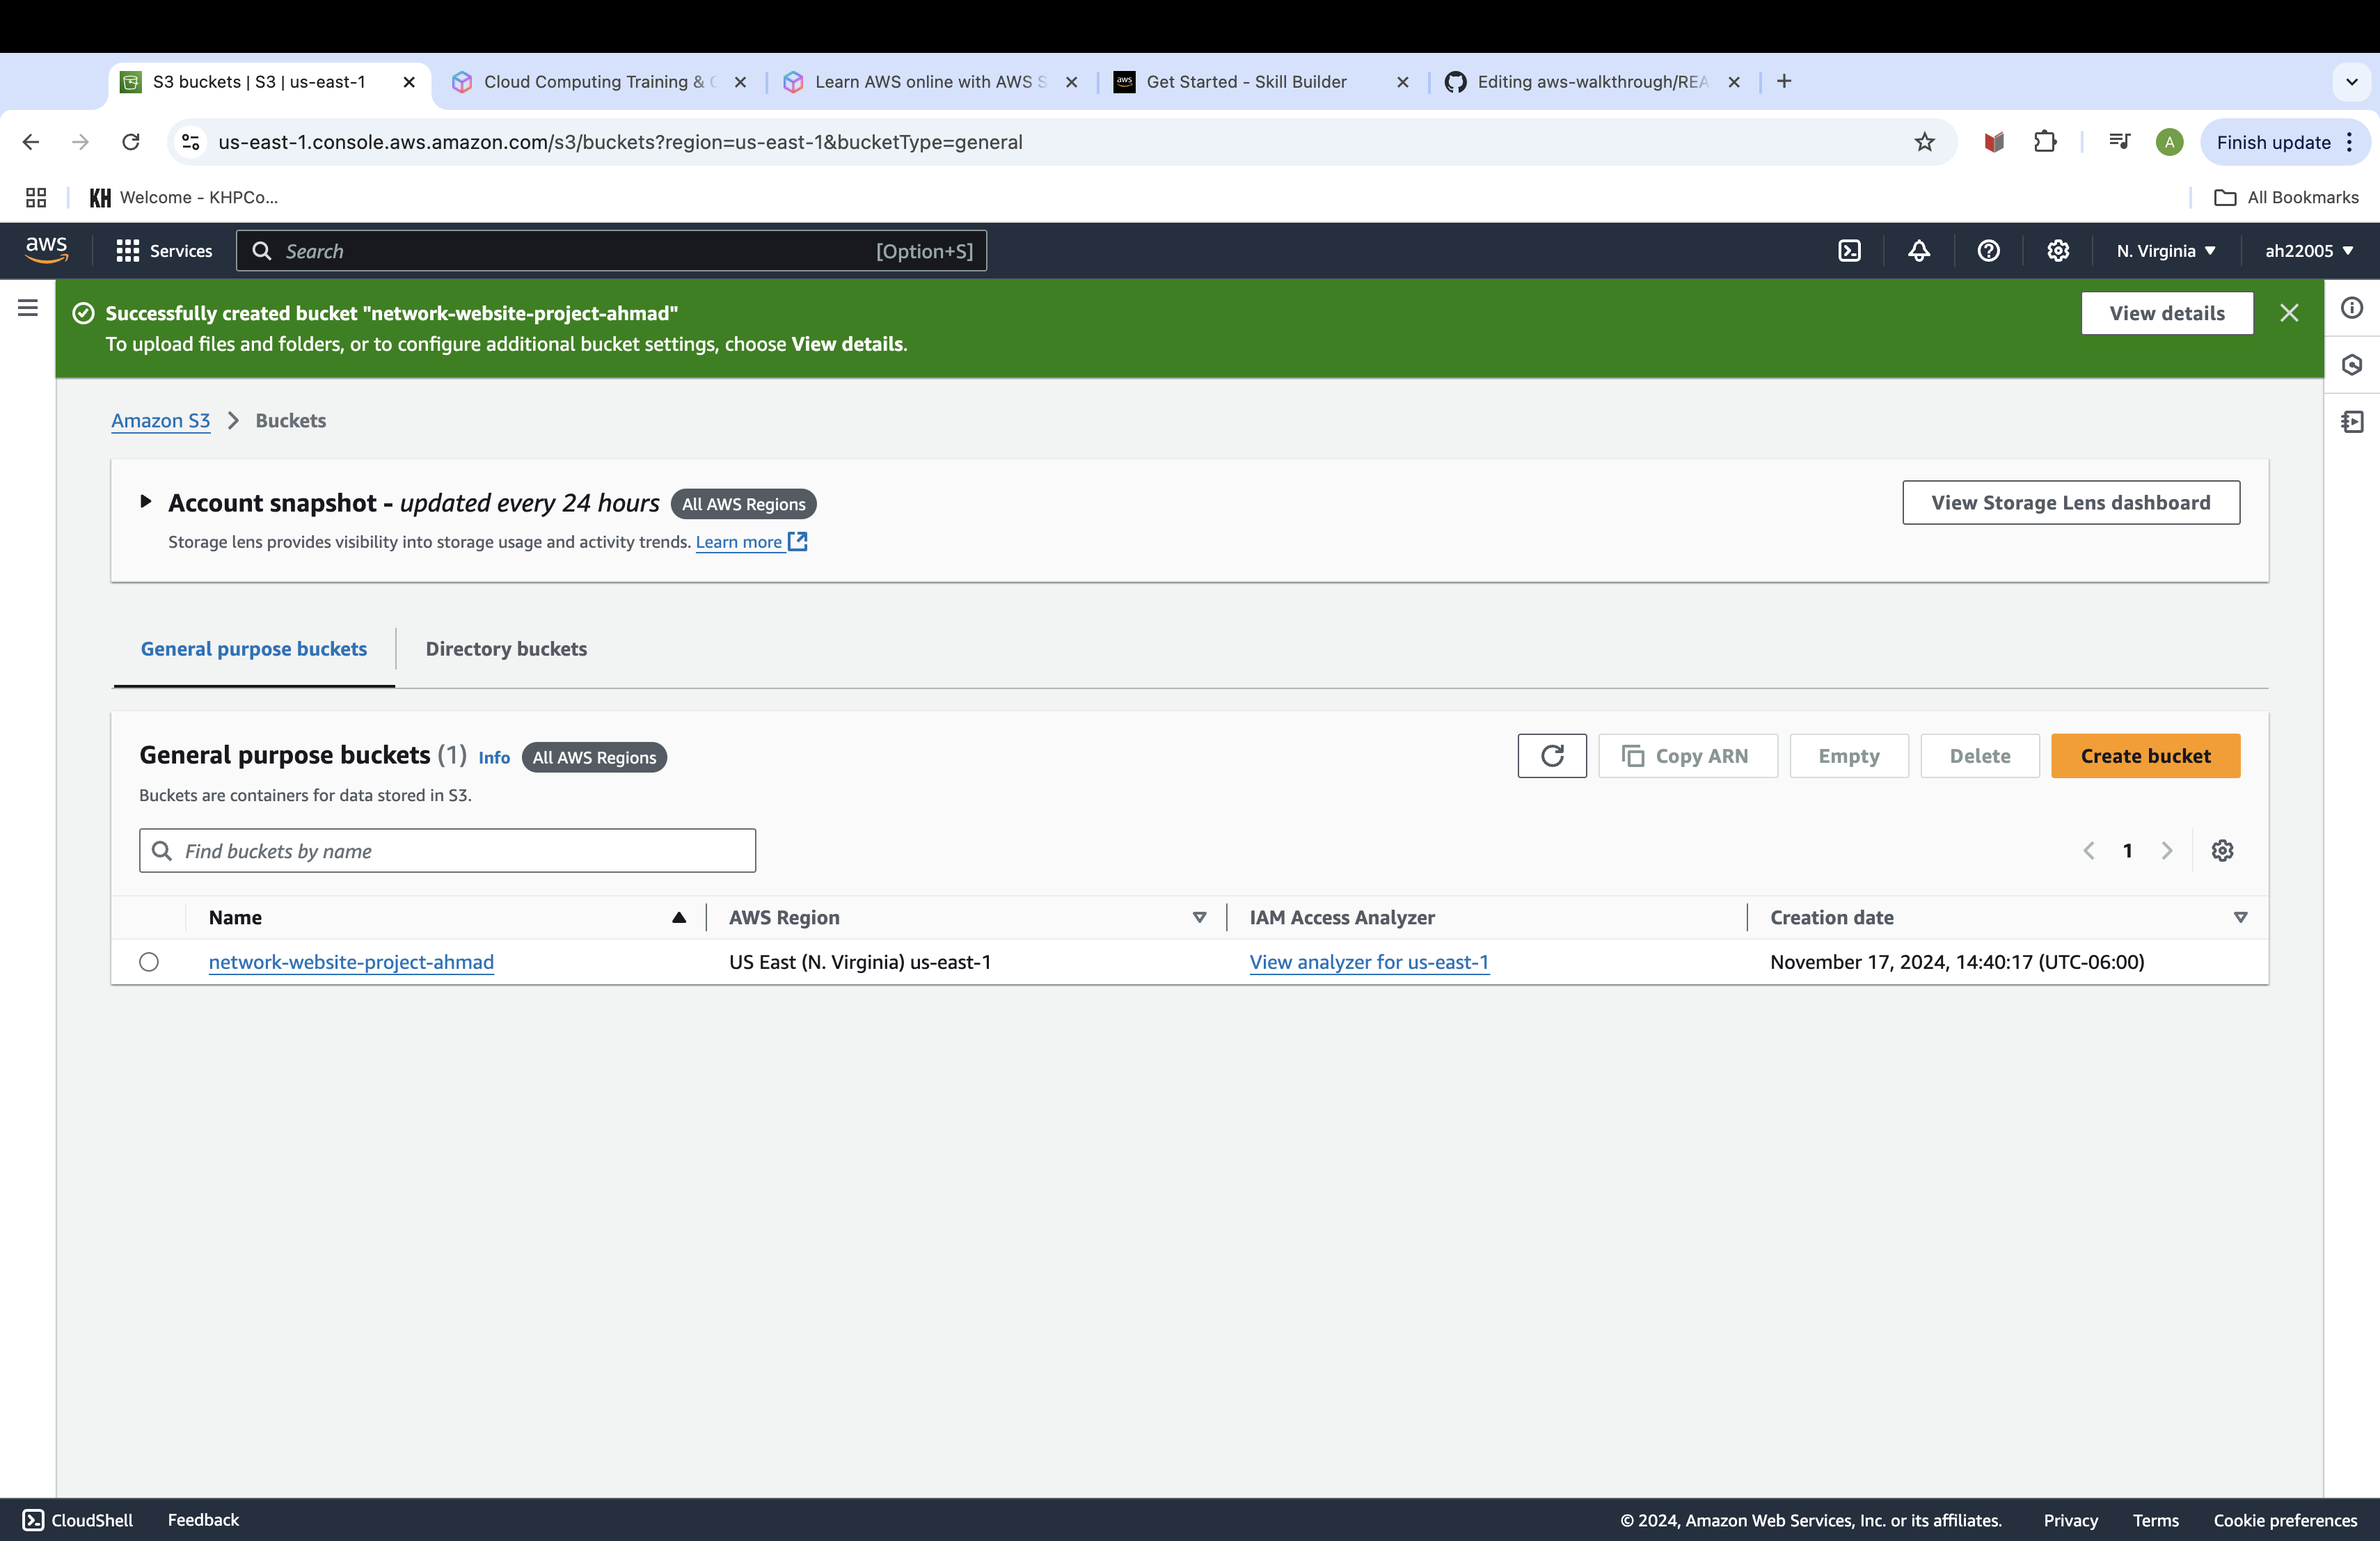 S3 buckets | S3 | us-east-1
Cloud Computing Training & C
Learn AWS online with AWS S
aws
Get Started - Skill Builder
Editing aws-walkthrough/REA
us-east-1.console.aws.amazon.com/s3/buckets?region=us-east-1&bucketType=general
A
Finish update
KH Welcome - KHPCo...
All Bookmarks
aws
Services
Search
[Option+S]
N. Virginia
ah22005
Successfully created bucket "network-website-project-ahmad"
To upload files and folders, or to configure additional bucket settings, choose View details.
View details
Amazon S3
Buckets
Account snapshot - updated every 24 hours
All AWS Regions
View Storage Lens dashboard
Storage lens provides visibility into storage usage and activity trends. Learn more
General purpose buckets
Directory buckets
General purpose buckets (1) Info
All AWS Regions
Copy ARN
Empty
Delete
Create bucket
Buckets are containers for data stored in S3.
Find buckets by name
1
Name
AWS Region
IAM Access Analyzer
Creation date
network-website-project-ahmad
US East (N. Virginia) us-east-1
View analyzer for us-east-1
November 17, 2024, 14:40:17 (UTC-06:00)
CloudShell
Feedback
© 2024, Amazon Web Services, Inc. or its affiliates.
Privacy
Terms
Cookie preferences